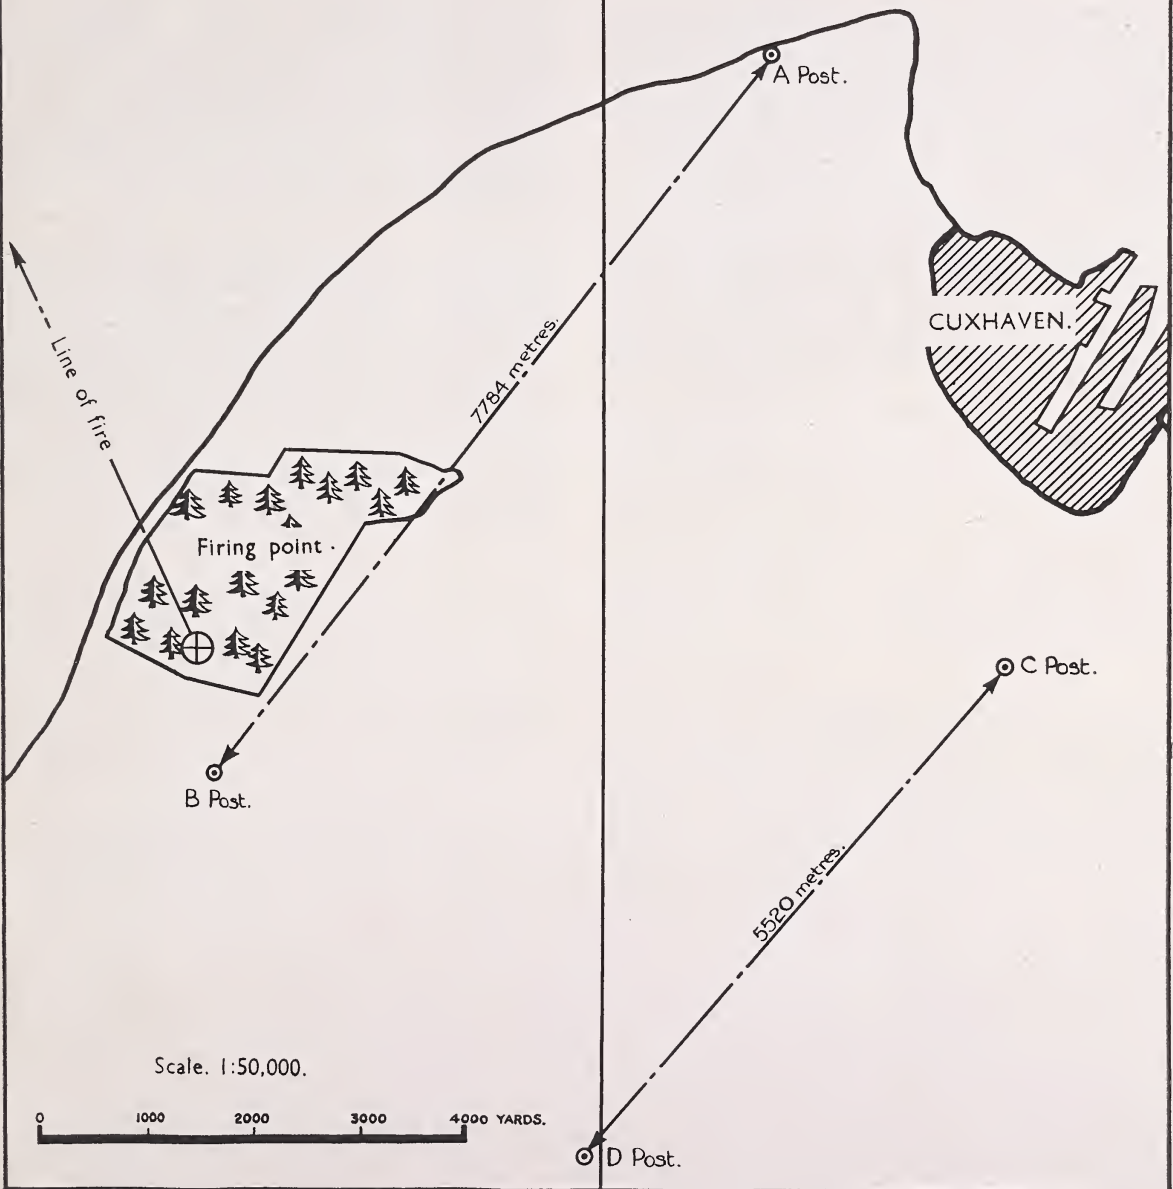 A Post.
CUXHAVEN.
Line of fire
7784 metres.
Firing point .
C Post.
B Post.
5520 metres.
Scale. 1:50,000.
0 1000 2000 3000 4000 YARDS.
D Post.